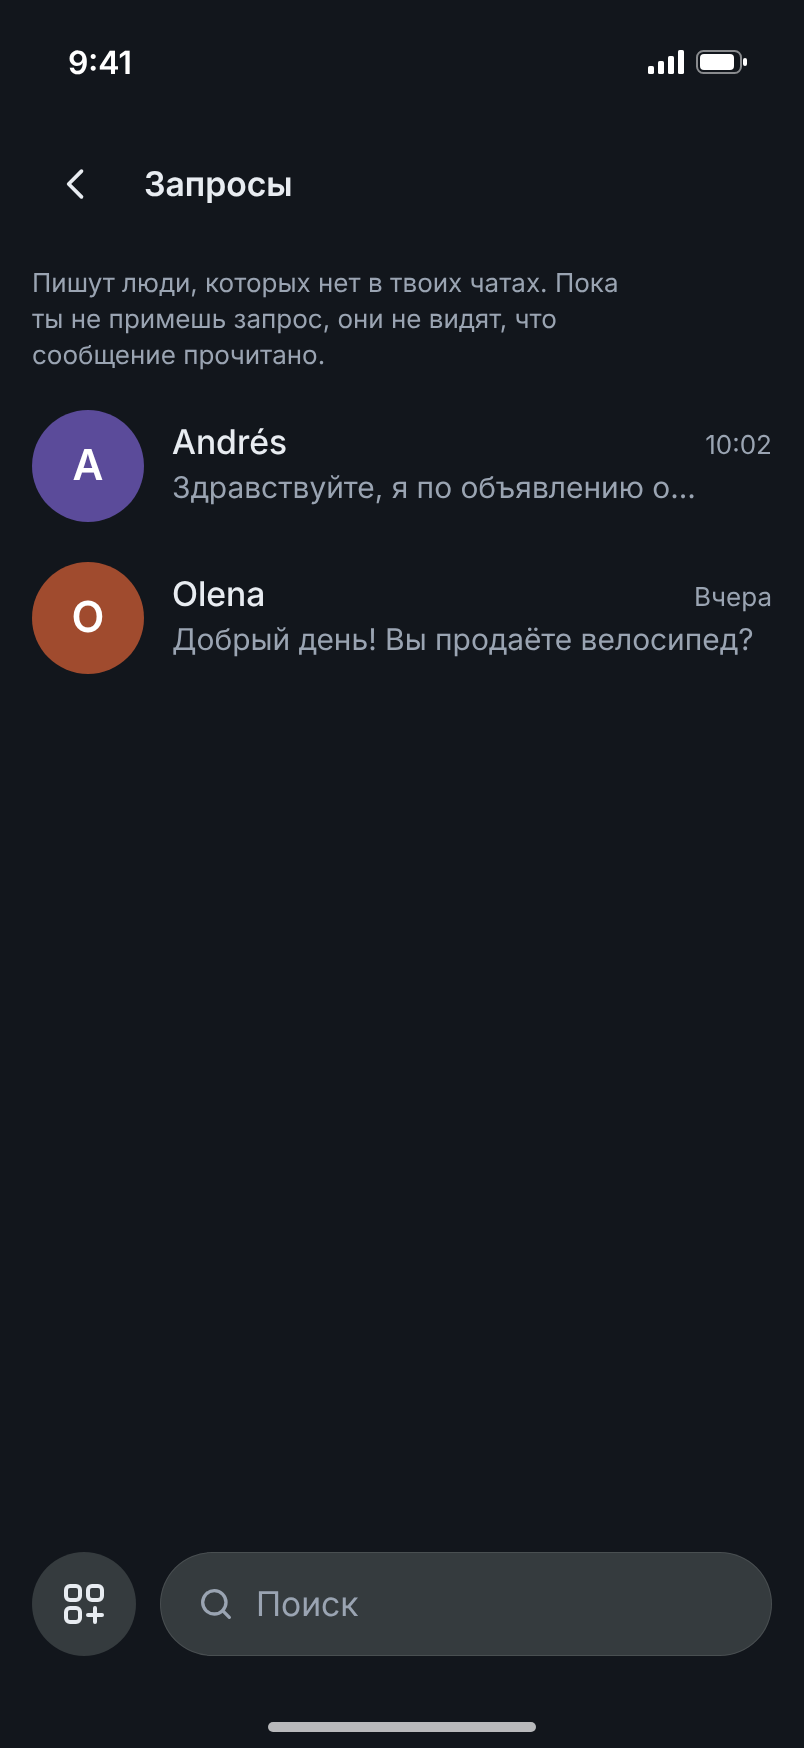 9:41
Запросы
Пишут люди, которых нет в твоих чатах. Пока
ты не примешь запрос, они не видят, что
сообщение прочитано.
A
Andrés
10:02
Здравствуйте, я по объявлению о...
O
Olena
Вчера
Добрый день! Вы продаёте велосипед?
Поиск